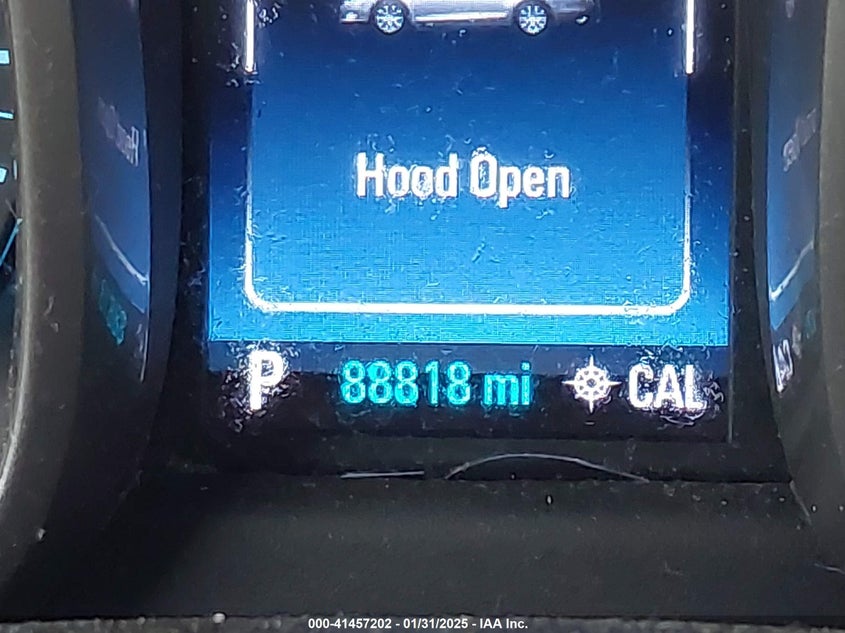 Hood Open
P 88818 mi CAL
000-41457202 - 01/31/2025 - IAA Inc.